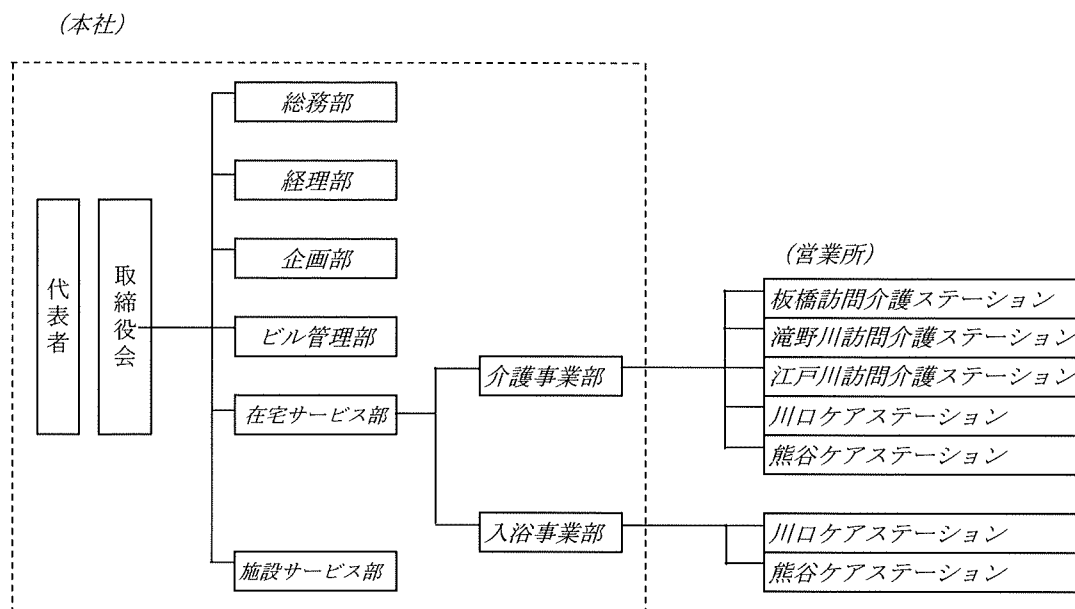 (本社)
代表者
取締役会
総務部
経理部
企画部
ビル管理部
在宅サービス部
施設サービス部
介護事業部
入浴事業部
(営業所)
板橋訪問介護ステーション
滝野川訪問介護ステーション
江戸川訪問介護ステーション
川口ケアステーション
熊谷ケアステーション
川口ケアステーション
熊谷ケアステーション